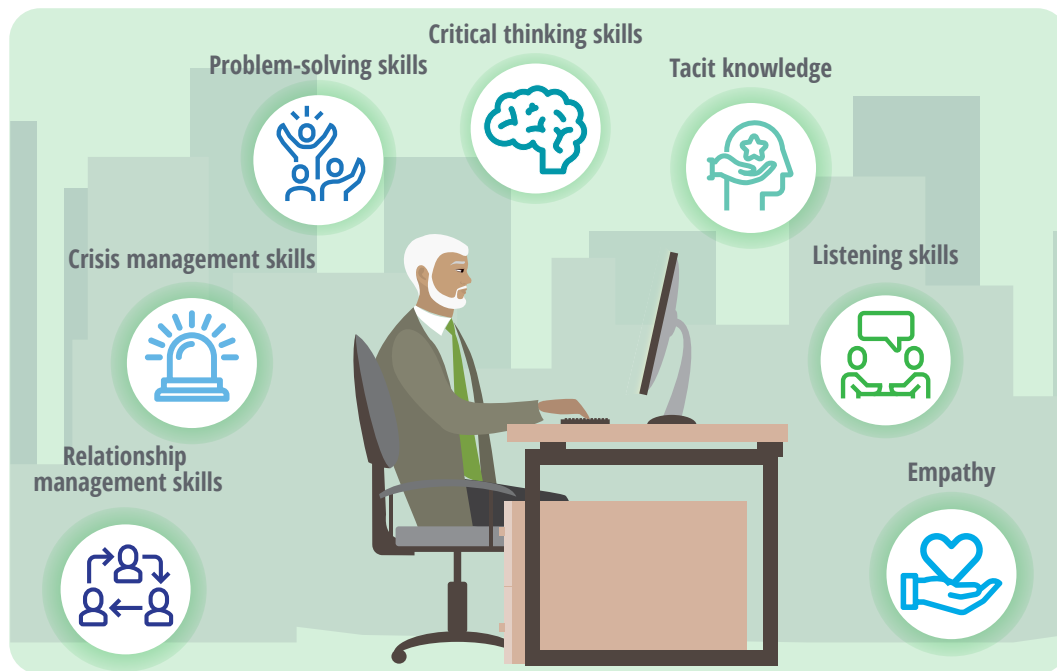 Critical thinking skills
Problem-solving skills
Tacit knowledge
Crisis management skills
Listening skills
Relationship
management skills
Empathy